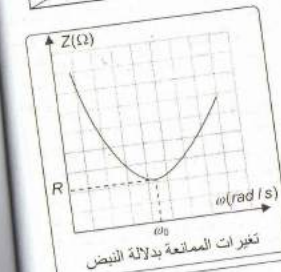 Z(Ω)
R
ω(rad / s)
ω₀
تغيرات الممانعة بدلالة النبض